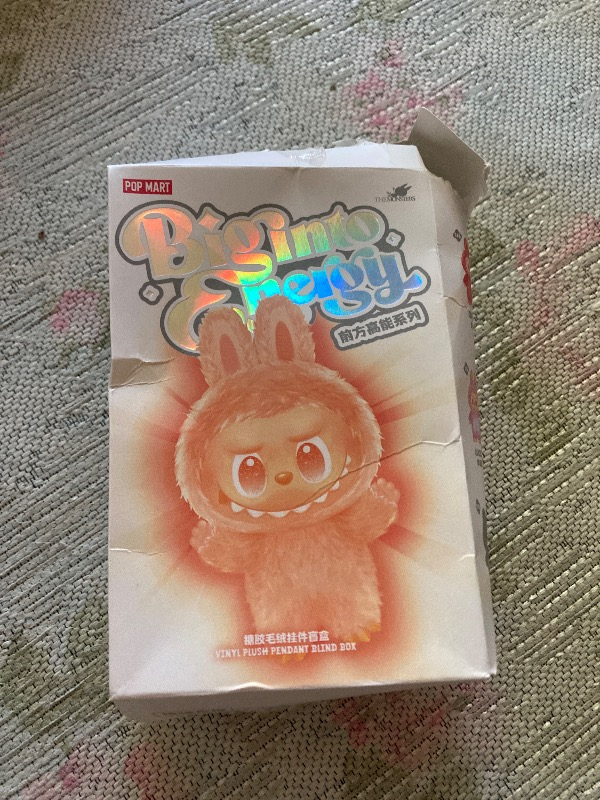 POP MART
THE MONSTERS
Big into
Energy
前方高能系列
搪胶毛绒挂件盲盒
VINYL PLUSH PENDANT BLIND BOX